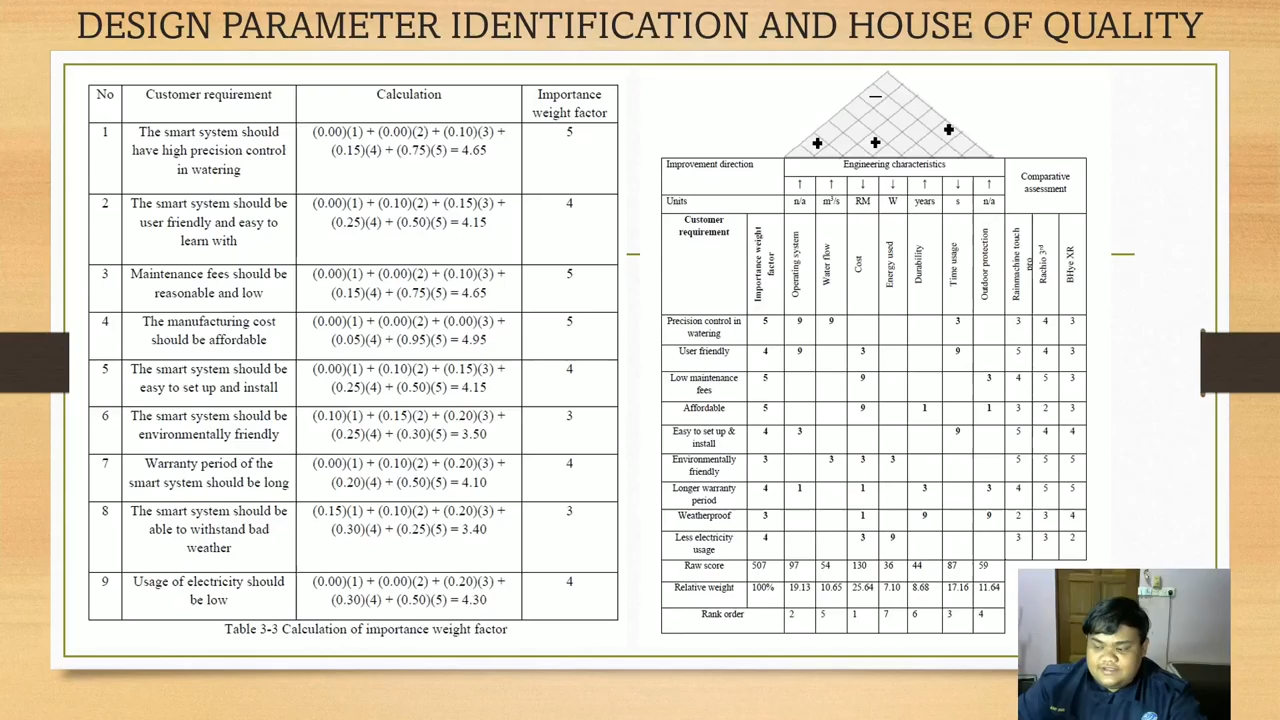 DESIGN PARAMETER IDENTIFICATION AND HOUSE OF QUALITY
No Customer requirement Calculation Importance weight factor
1 The smart system should have high precision control in watering (0.00)(1) + (0.00)(2) + (0.10)(3) + (0.15)(4) + (0.75)(5) = 4.65 5
2 The smart system should be user friendly and easy to learn with (0.00)(1) + (0.10)(2) + (0.15)(3) + (0.25)(4) + (0.50)(5) = 4.15 4
3 Maintenance fees should be reasonable and low (0.00)(1) + (0.00)(2) + (0.10)(3) + (0.15)(4) + (0.75)(5) = 4.65 5
4 The manufacturing cost should be affordable (0.00)(1) + (0.00)(2) + (0.00)(3) + (0.05)(4) + (0.95)(5) = 4.95 5
5 The smart system should be easy to set up and install (0.00)(1) + (0.10)(2) + (0.15)(3) + (0.25)(4) + (0.50)(5) = 4.15 4
6 The smart system should be environmentally friendly (0.10)(1) + (0.15)(2) + (0.20)(3) + (0.25)(4) + (0.30)(5) = 3.50 3
7 Warranty period of the smart system should be long (0.00)(1) + (0.10)(2) + (0.20)(3) + (0.20)(4) + (0.50)(5) = 4.10 4
8 The smart system should be able to withstand bad weather (0.15)(1) + (0.10)(2) + (0.20)(3) + (0.30)(4) + (0.25)(5) = 3.40 3
9 Usage of electricity should be low (0.00)(1) + (0.00)(2) + (0.20)(3) + (0.30)(4) + (0.50)(5) = 4.30 4
Table 3-3 Calculation of importance weight factor
− + + +
Improvement direction Engineering characteristics Comparative assessment
↑ ↑ ↓ ↓ ↑ ↓ ↑
Units n/a m³/s RM W years s n/a
Customer requirement Importance weight factor Operating system Water flow Cost Energy used Durability Time usage Outdoor protection Rainmachine touch pro Rachio 3rd BHye XR
Precision control in watering 5 9 9 3 3 4 3
User friendly 4 9 3 9 5 4 3
Low maintenance fees 5 9 3 4 5 3
Affordable 5 9 1 1 3 2 3
Easy to set up & install 4 3 9 5 4 4
Environmentally friendly 3 3 3 3 5 5 5
Longer warranty period 4 1 1 3 3 4 5 5
Weatherproof 3 1 9 9 2 3 4
Less electricity usage 4 3 9 3 3 2
Raw score 507 97 54 130 36 44 87 59
Relative weight 100% 19.13 10.65 25.64 7.10 8.68 17.16 11.64
Rank order 2 5 1 7 6 3 4